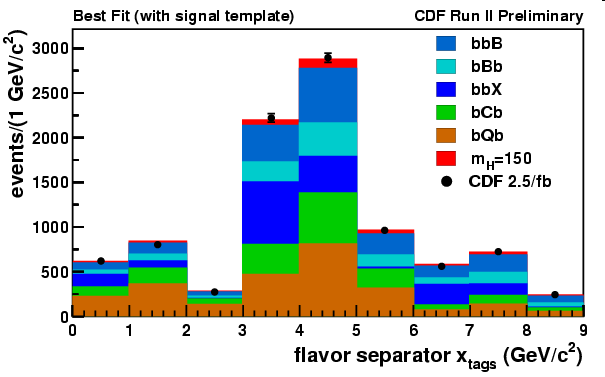 Best Fit (with signal template) CDF Run II Preliminary
events/(1 GeV/c²)
3000
2500
2000
1500
1000
500
0
bbB
bBb
bbX
bCb
bQb
m_H=150
CDF 2.5/fb
0 1 2 3 4 5 6 7 8 9
flavor separator x_tags (GeV/c²)